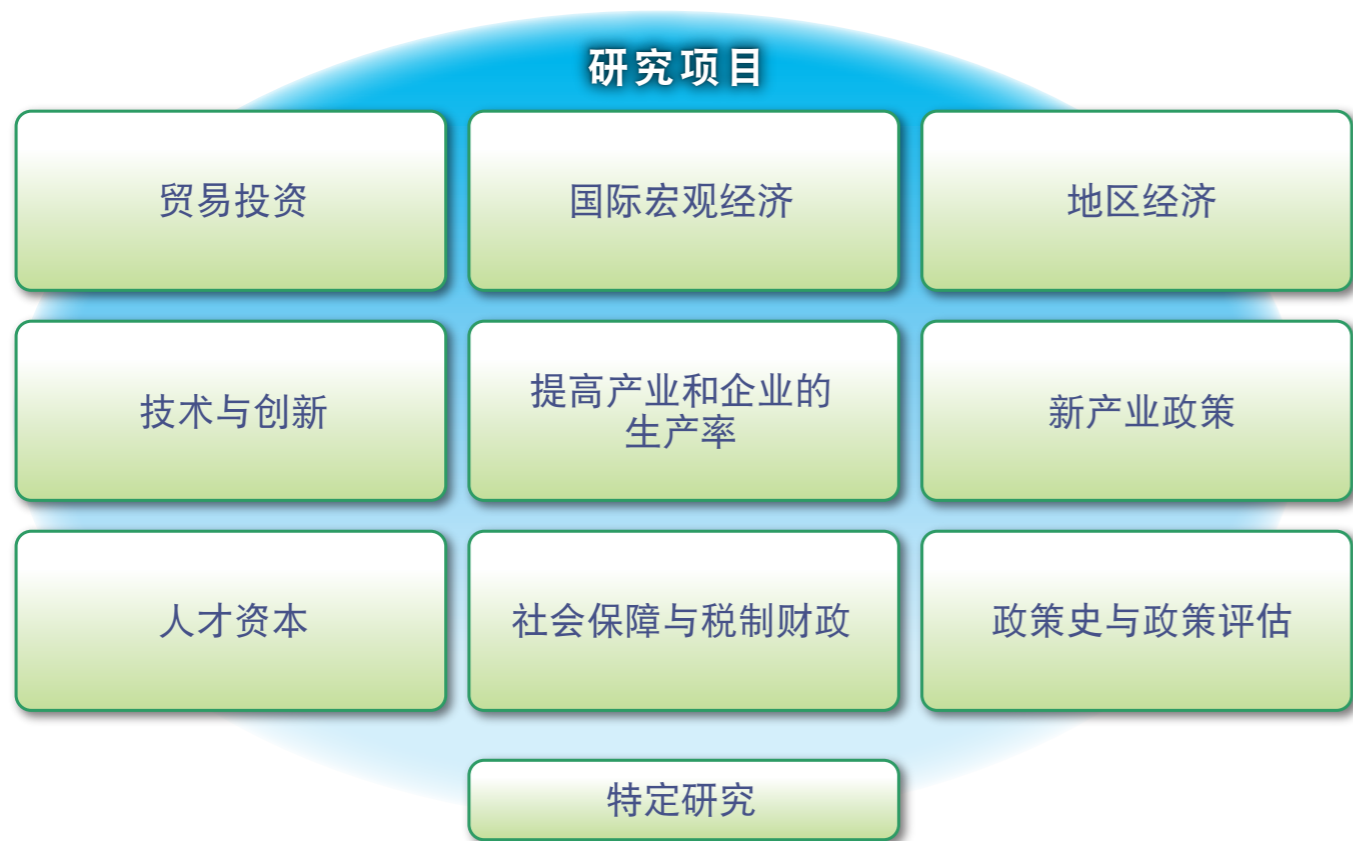 研究项目
贸易投资
国际宏观经济
地区经济
技术与创新
提高产业和企业的
生产率
新产业政策
人才资本
社会保障与税制财政
政策史与政策评估
特定研究